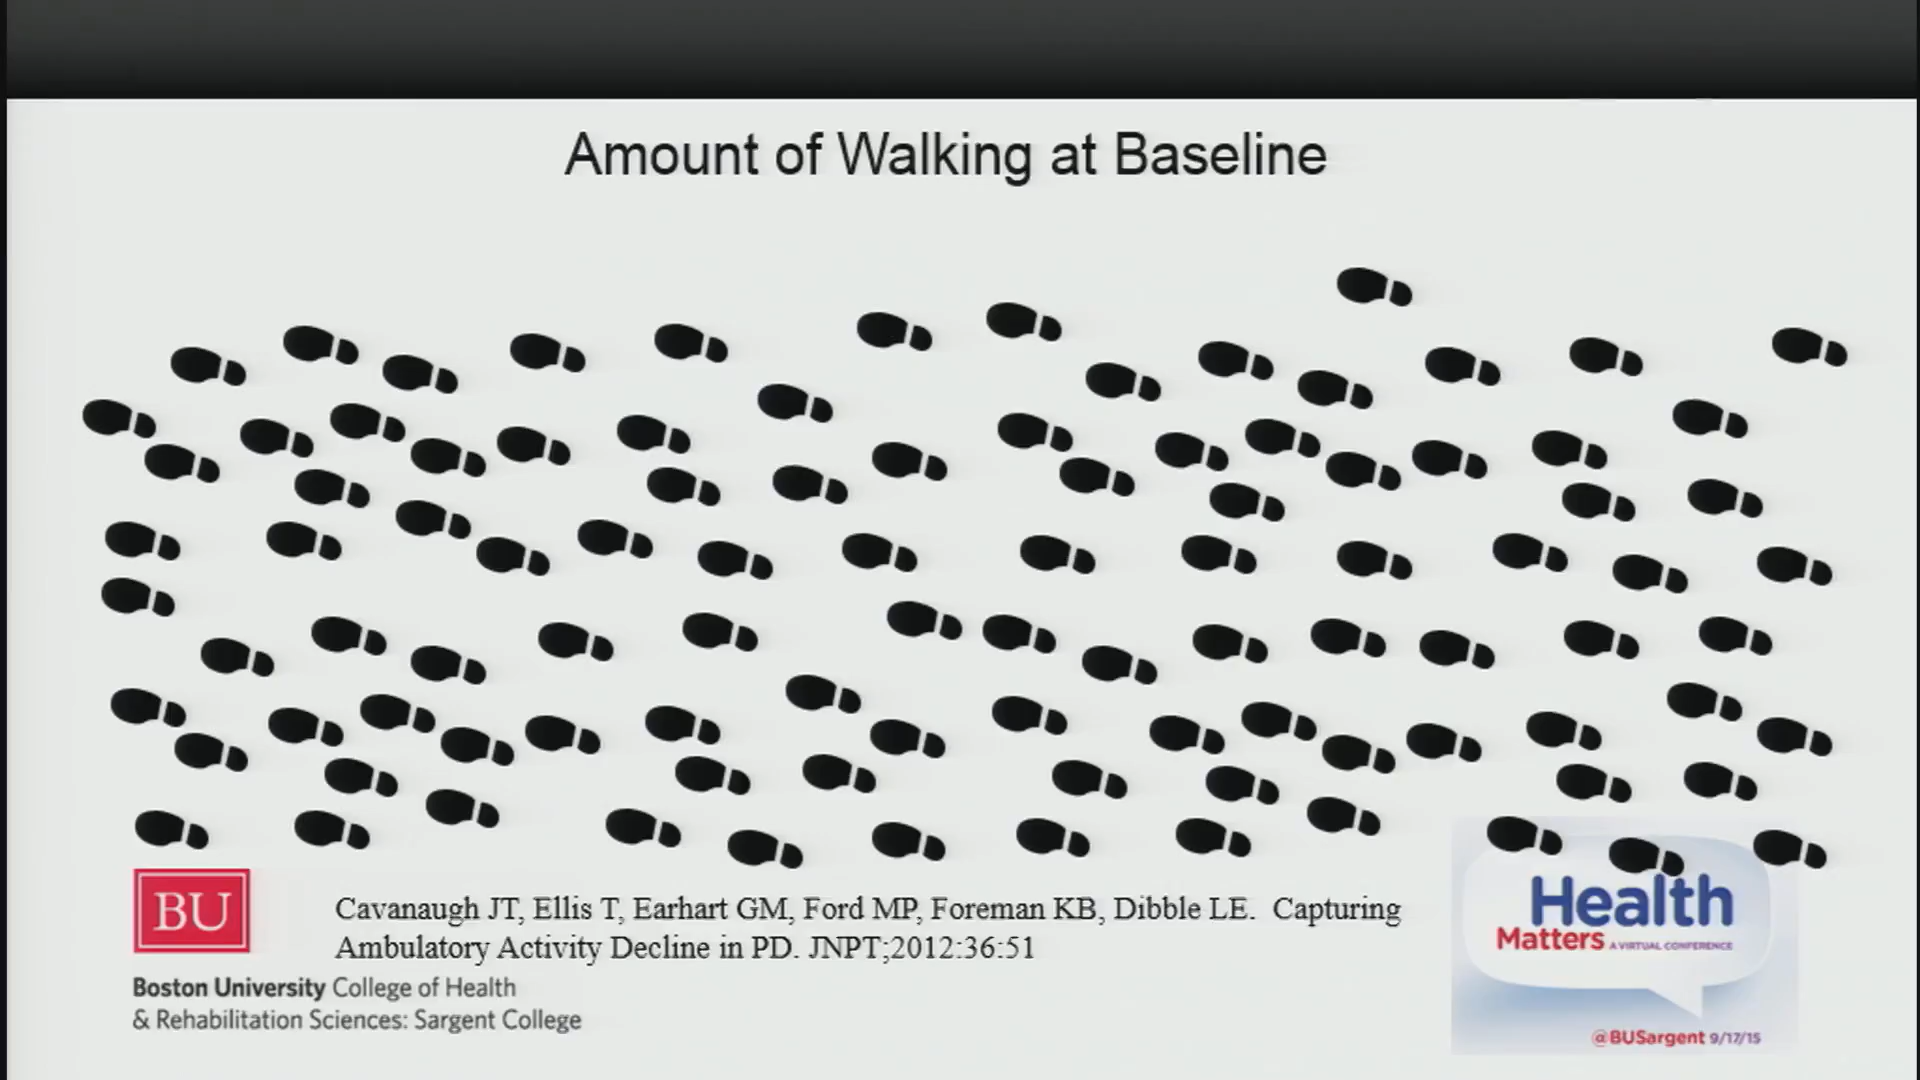 Amount of Walking at Baseline
Cavanaugh JT, Ellis T, Earhart GM, Ford MP, Foreman KB, Dibble LE. Capturing
Ambulatory Activity Decline in PD. JNPT;2012:36:51
BU
Boston University College of Health
& Rehabilitation Sciences: Sargent College
Health
Matters A VIRTUAL CONFERENCE
@BUSargent 9/17/15